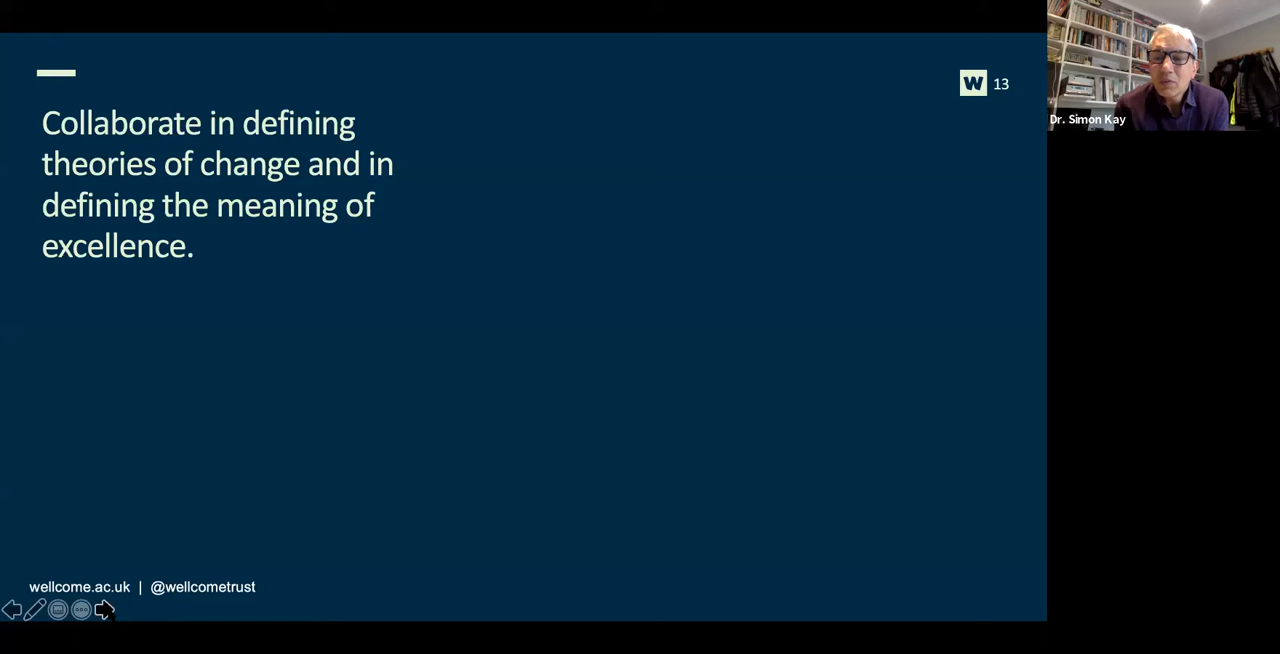 Collaborate in defining
theories of change and in
defining the meaning of
excellence.
W 13
Dr. Simon Kay
wellcome.ac.uk | @wellcometrust